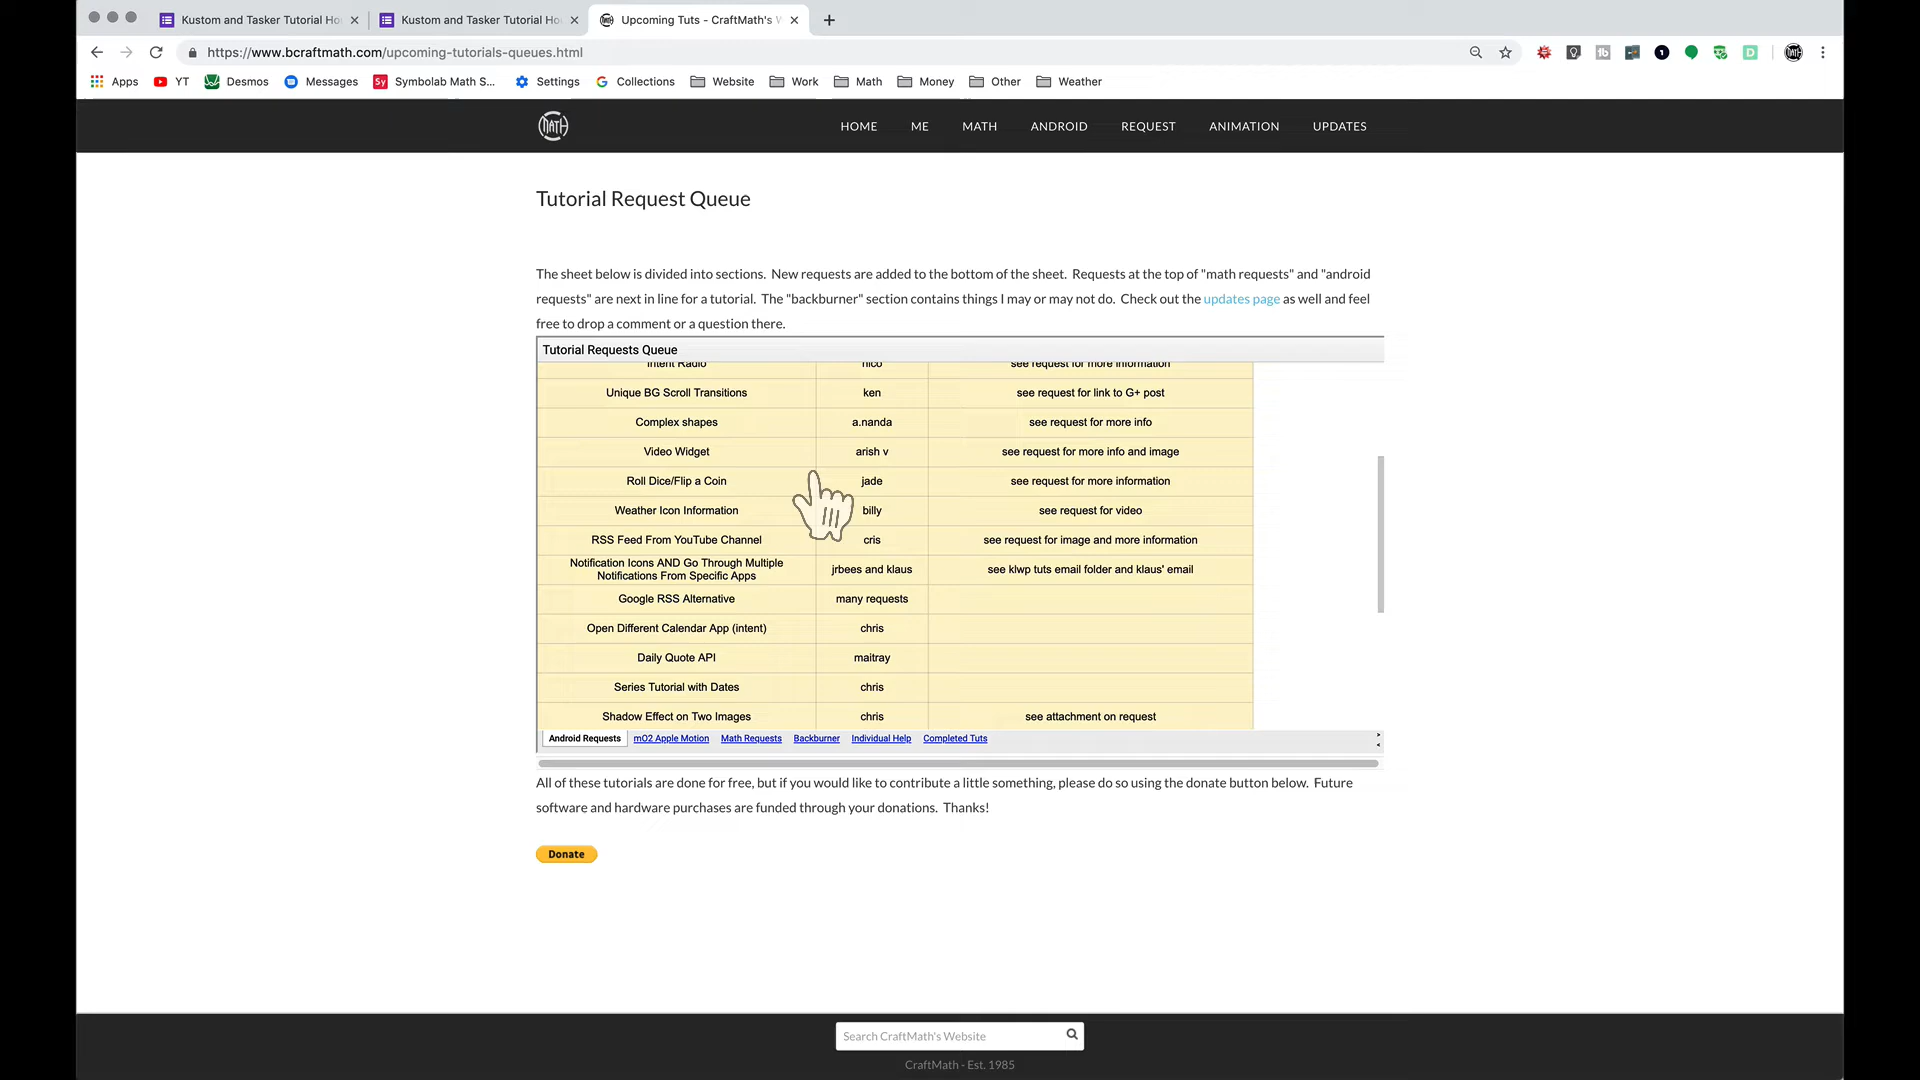 Kustom and Tasker Tutorial Ho
Kustom and Tasker Tutorial Ho
Upcoming Tuts - CraftMath's W
https://www.bcraftmath.com/upcoming-tutorials-queues.html
Apps
YT
Desmos
Messages
Sy
Symbolab Math S...
Settings
Collections
Website
Work
Math
Money
Other
Weather
MATH
HOME
ME
MATH
ANDROID
REQUEST
ANIMATION
UPDATES
Tutorial Request Queue
The sheet below is divided into sections. New requests are added to the bottom of the sheet. Requests at the top of "math requests" and "android
requests" are next in line for a tutorial. The "backburner" section contains things I may or may not do. Check out the updates page as well and feel
free to drop a comment or a question there.
Tutorial Requests Queue
Intent Radio nico see request for more information
Unique BG Scroll Transitions ken see request for link to G+ post
Complex shapes a.nanda see request for more info
Video Widget arish v see request for more info and image
Roll Dice/Flip a Coin jade see request for more information
Weather Icon Information billy see request for video
RSS Feed From YouTube Channel cris see request for image and more information
Notification Icons AND Go Through Multiple
Notifications From Specific Apps jrbees and klaus see klwp tuts email folder and klaus' email
Google RSS Alternative many requests
Open Different Calendar App (intent) chris
Daily Quote API maitray
Series Tutorial with Dates chris
Shadow Effect on Two Images chris see attachment on request
Android Requests mO2 Apple Motion Math Requests Backburner Individual Help Completed Tuts
All of these tutorials are done for free, but if you would like to contribute a little something, please do so using the donate button below. Future
software and hardware purchases are funded through your donations. Thanks!
Donate
Search CraftMath's Website
CraftMath - Est. 1985